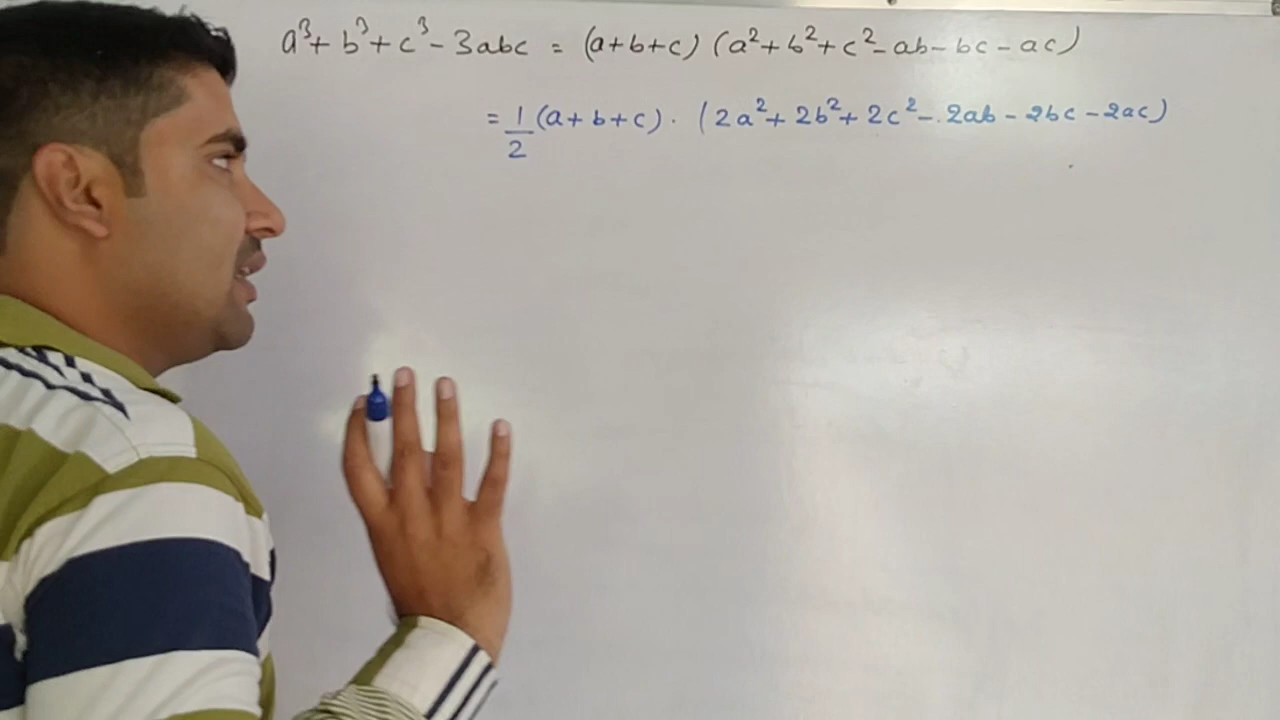 a³ + b³ + c³ - 3abc = (a+b+c) (a² + b² + c² - ab - bc - ac)
= 1/2 (a+b+c) . (2a² + 2b² + 2c² - 2ab - 2bc - 2ac)